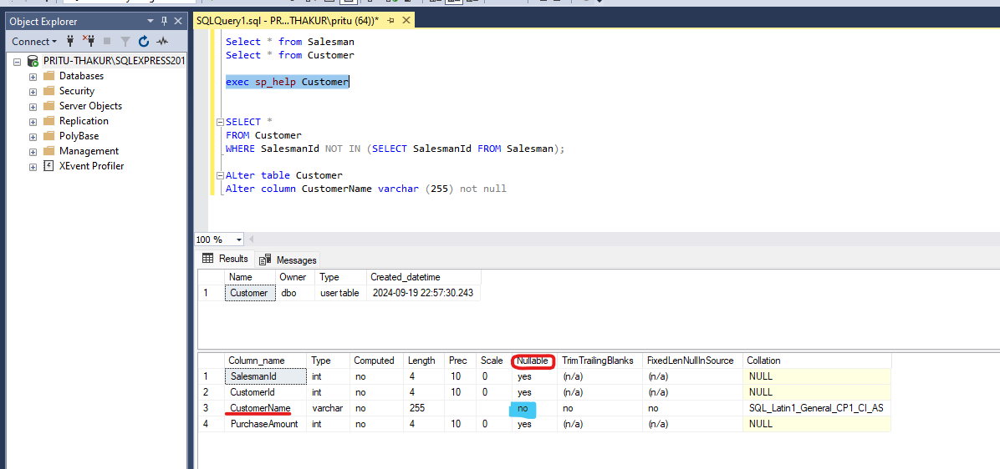 Object Explorer
Connect
PRITU-THAKUR\SQLEXPRESS201
Databases
Security
Server Objects
Replication
PolyBase
Management
XEvent Profiler
SQLQuery1.sql - PR...THAKUR\pritu (64))*
Select * from Salesman
Select * from Customer
exec sp_help Customer
SELECT *
FROM Customer
WHERE SalesmanId NOT IN (SELECT SalesmanId FROM Salesman);
ALter table Customer
Alter column CustomerName varchar (255) not null
100 %
Results Messages
Name Owner Type Created_datetime
1 Customer dbo user table 2024-09-19 22:57:30.243
Column_name Type Computed Length Prec Scale Nullable TrimTrailingBlanks FixedLenNullInSource Collation
1 SalesmanId int no 4 10 0 yes (n/a) (n/a) NULL
2 CustomerId int no 4 10 0 yes (n/a) (n/a) NULL
3 CustomerName varchar no 255 no no no SQL_Latin1_General_CP1_CI_AS
4 PurchaseAmount int no 4 10 0 yes (n/a) (n/a) NULL